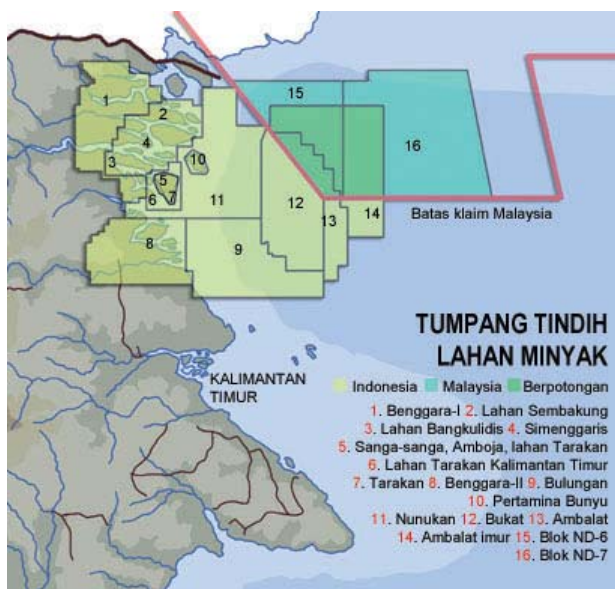 1
2
15
4
3
10
16
5
6
7
11
12
14
13
Batas klaim Malaysia
8
9
TUMPANG TINDIH
LAHAN MINYAK
KALIMANTAN
TIMUR
Indonesia Malaysia Berpotongan
1. Benggara-I 2. Lahan Sembakung
3. Lahan Bangkulidis 4. Simenggaris
5. Sanga-sanga, Amboja, lahan Tarakan
6. Lahan Tarakan Kalimantan Timur
7. Tarakan 8. Benggara-II 9. Bulungan
10. Pertamina Bunyu
11. Nunukan 12. Bukat 13. Ambalat
14. Ambalat imur 15. Blok ND-6
16. Blok ND-7